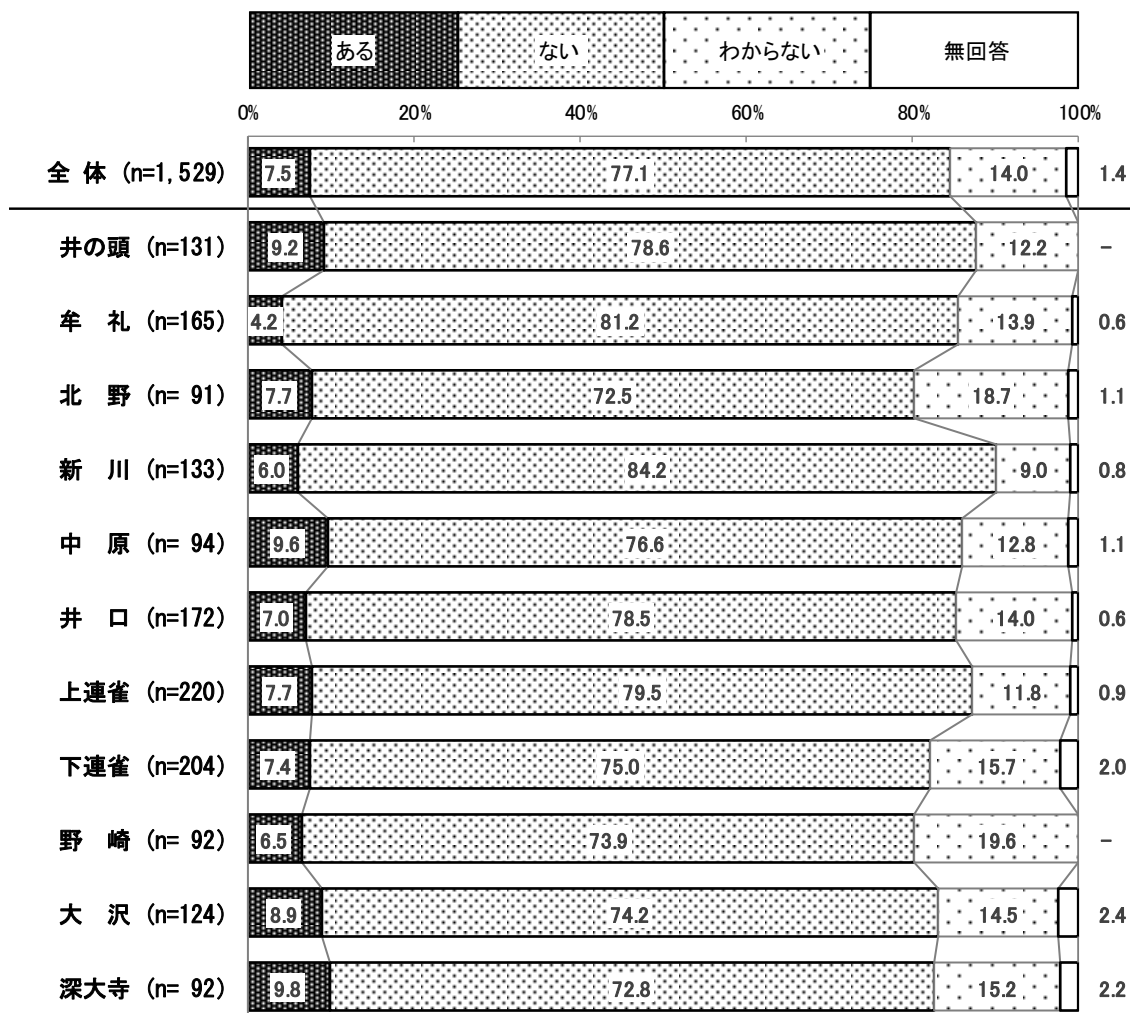 ある ない わからない 無回答
0% 20% 40% 60% 80% 100%
全 体 (n=1,529) 7.5 77.1 14.0 1.4
井の頭 (n=131) 9.2 78.6 12.2 -
牟 礼 (n=165) 4.2 81.2 13.9 0.6
北 野 (n= 91) 7.7 72.5 18.7 1.1
新 川 (n=133) 6.0 84.2 9.0 0.8
中 原 (n= 94) 9.6 76.6 12.8 1.1
井 口 (n=172) 7.0 78.5 14.0 0.6
上連雀 (n=220) 7.7 79.5 11.8 0.9
下連雀 (n=204) 7.4 75.0 15.7 2.0
野 崎 (n= 92) 6.5 73.9 19.6 -
大 沢 (n=124) 8.9 74.2 14.5 2.4
深大寺 (n= 92) 9.8 72.8 15.2 2.2